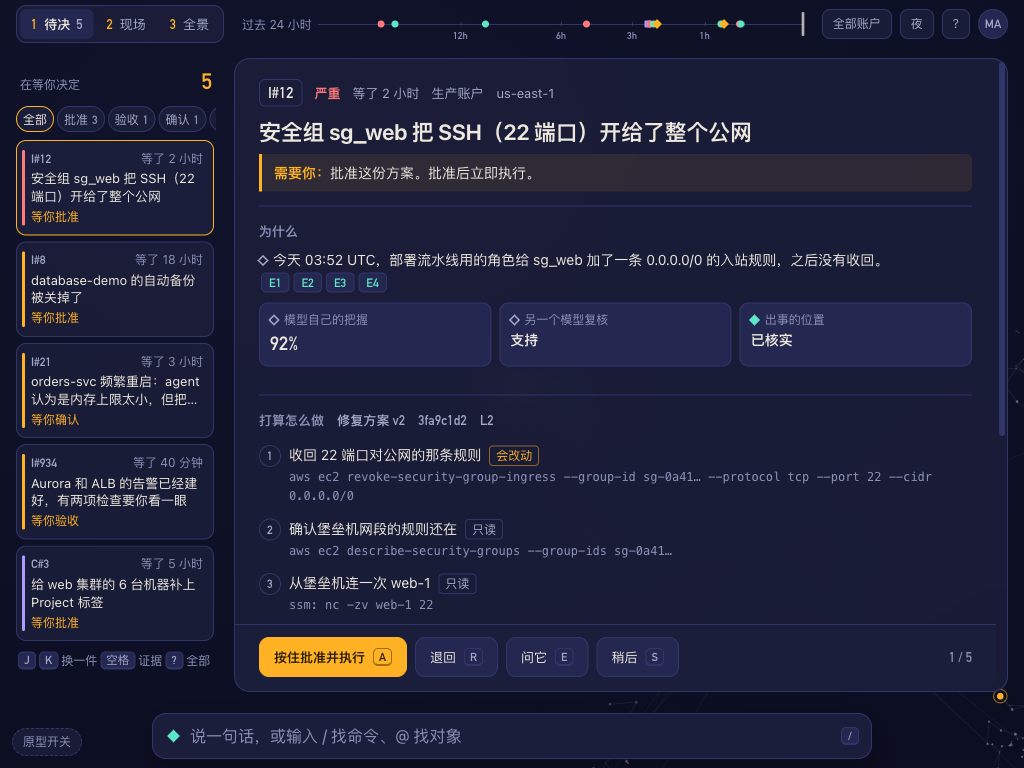 1 待决 5 2 现场 3 全景
过去 24 小时
12h 6h 3h 1h
全部账户 夜 ? MA
在等你决定 5
全部 批准 3 验收 1 确认 1
I#12 等了 2 小时
安全组 sg_web 把 SSH（22
端口）开给了整个公网
等你批准
I#8 等了 18 小时
database-demo 的自动备份
被关掉了
等你批准
I#21 等了 3 小时
orders-svc 频繁重启：agent
认为是内存上限太小，但把…
等你确认
I#934 等了 40 分钟
Aurora 和 ALB 的告警已经建
好，有两项检查要你看一眼
等你验收
C#3 等了 5 小时
给 web 集群的 6 台机器补上
Project 标签
等你批准
J K 换一件 空格 证据 ? 全部
I#12 严重 等了 2 小时 生产账户 us-east-1
安全组 sg_web 把 SSH（22 端口）开给了整个公网
需要你：批准这份方案。批准后立即执行。
为什么
今天 03:52 UTC，部署流水线用的角色给 sg_web 加了一条 0.0.0.0/0 的入站规则，之后没有收回。
E1 E2 E3 E4
模型自己的把握
92%
另一个模型复核
支持
出事的位置
已核实
打算怎么做 修复方案 v2 3fa9c1d2 L2
1 收回 22 端口对公网的那条规则 会改动
aws ec2 revoke-security-group-ingress --group-id sg-0a41… --protocol tcp --port 22 --cidr
0.0.0.0/0
2 确认堡垒机网段的规则还在 只读
aws ec2 describe-security-groups --group-ids sg-0a41…
3 从堡垒机连一次 web-1 只读
ssm: nc -zv web-1 22
按住批准并执行 A 退回 R 问它 E 稍后 S 1 / 5
原型开关
说一句话，或输入 / 找命令、@ 找对象 /